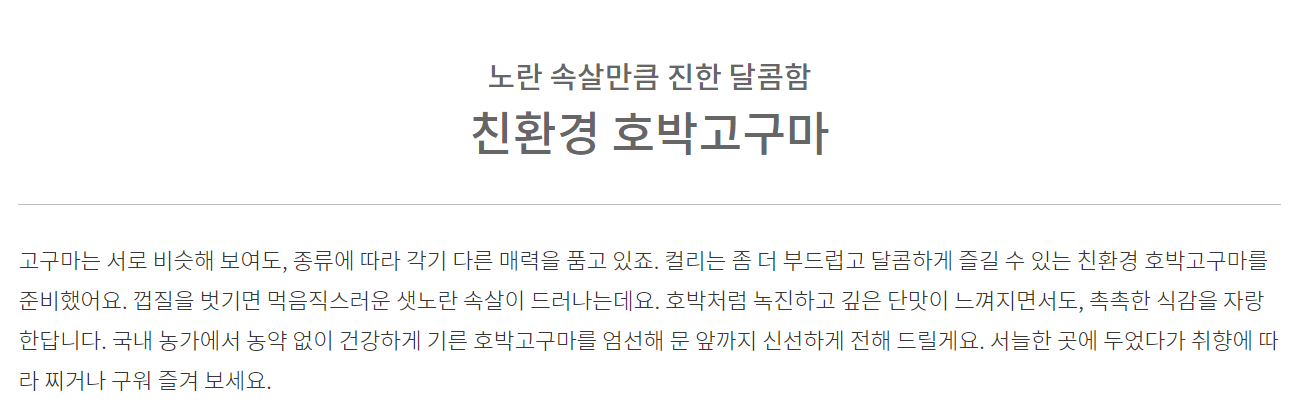 노란 속살만큼 진한 달콤함
친환경 호박고구마
고구마는 서로 비슷해 보여도, 종류에 따라 각기 다른 매력을 품고 있죠. 컬리는 좀 더 부드럽고 달콤하게 즐길 수 있는 친환경 호박고구마를
준비했어요. 껍질을 벗기면 먹음직스러운 샛노란 속살이 드러나는데요. 호박처럼 녹진하고 깊은 단맛이 느껴지면서도, 촉촉한 식감을 자랑
한답니다. 국내 농가에서 농약 없이 건강하게 기른 호박고구마를 엄선해 문 앞까지 신선하게 전해 드릴게요. 서늘한 곳에 두었다가 취향에 따
라 찌거나 구워 즐겨 보세요.